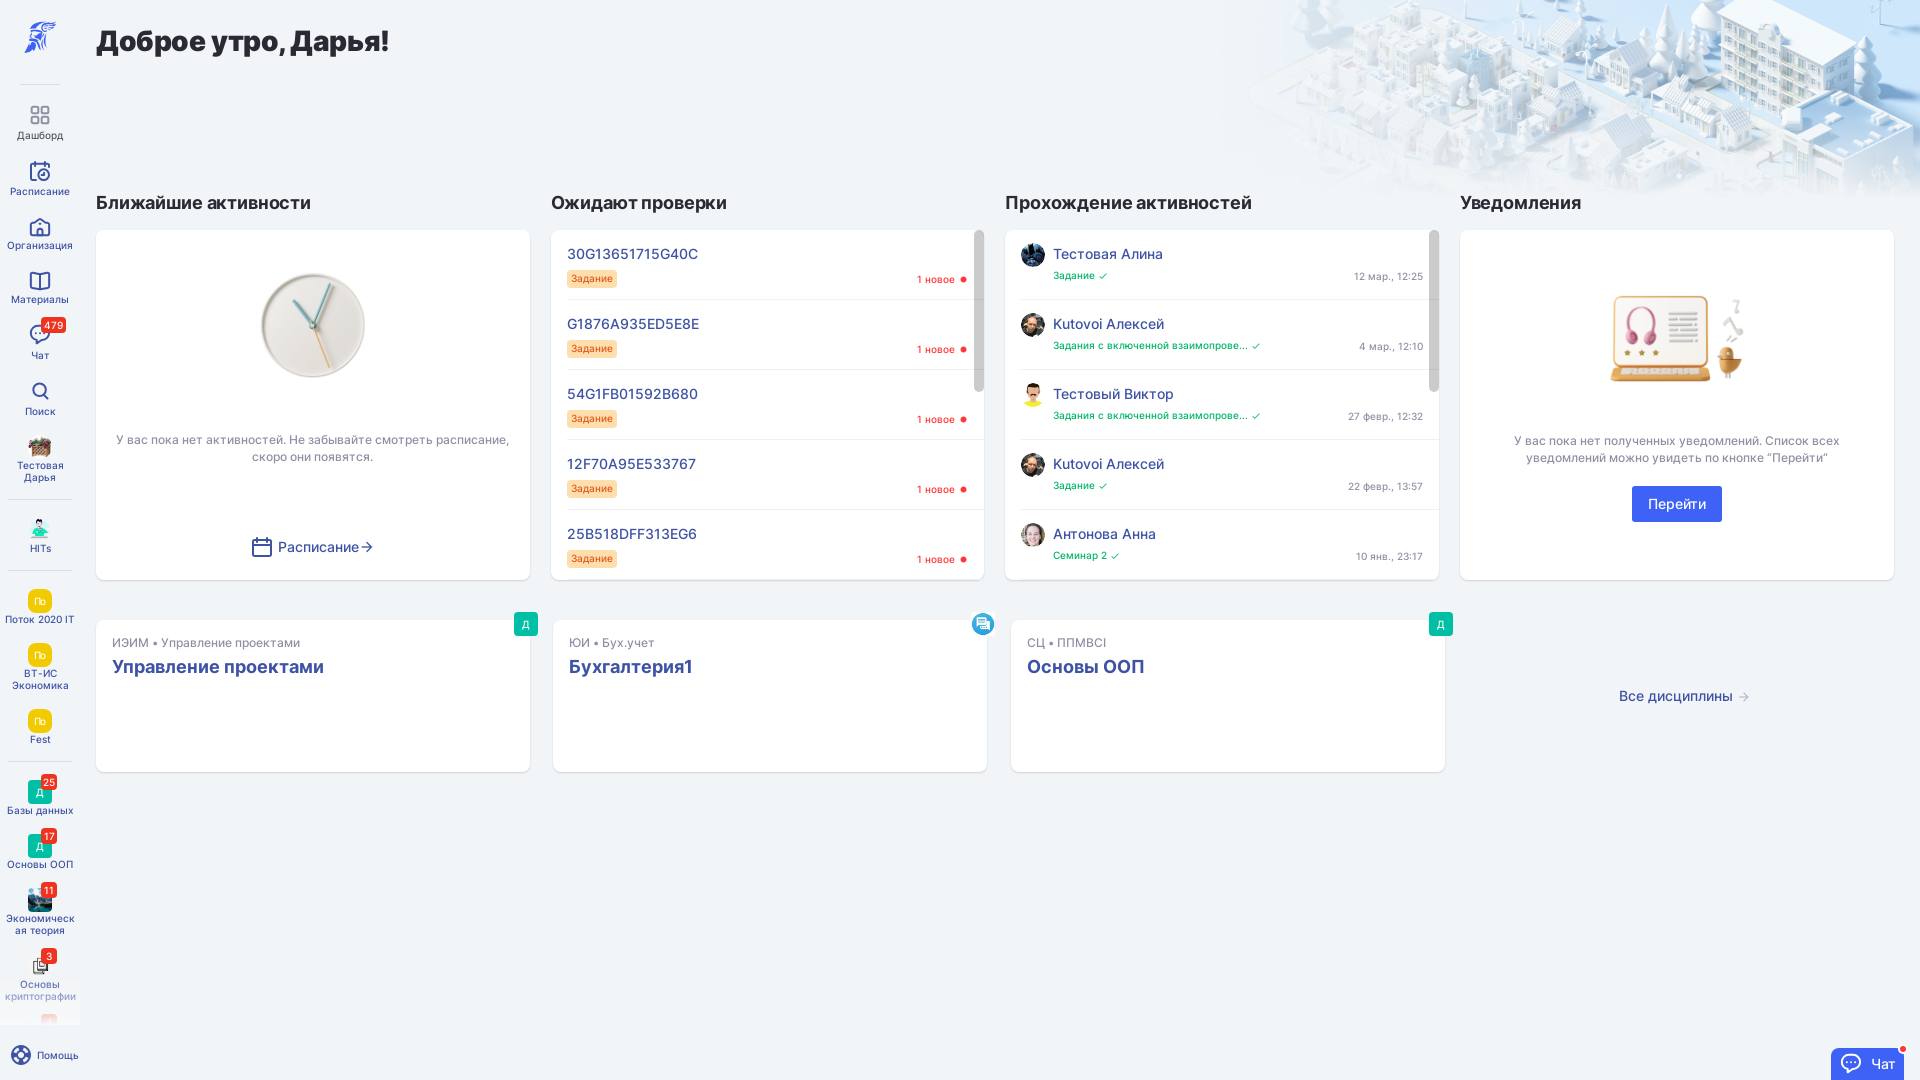 Доброе утро, Дарья!
Дашборд
Расписание
Организация
Материалы
479
Чат
Поиск
Тестовая
Дарья
HITs
По
Поток 2020 IT
По
ВТ-ИС
Экономика
По
Fest
25
Д
Базы данных
17
Д
Основы ООП
11
Экономическ
ая теория
3
Основы
криптографии
Помощь
Ближайшие активности
У вас пока нет активностей. Не забывайте смотреть расписание,
скоро они появятся.
Расписание
Ожидают проверки
30G13651715G40C
Задание
1 новое
G1876A935ED5E8E
Задание
1 новое
54G1FB01592B680
Задание
1 новое
12F70A95E533767
Задание
1 новое
25B518DFF313EG6
Задание
1 новое
Прохождение активностей
Тестовая Алина
Задание
12 мар., 12:25
Kutovoi Алексей
Задания с включенной взаимопрове...
4 мар., 12:10
Тестовый Виктор
Задания с включенной взаимопрове...
27 февр., 12:32
Kutovoi Алексей
Задание
22 февр., 13:57
Антонова Анна
Семинар 2
10 янв., 23:17
Уведомления
У вас пока нет полученных уведомлений. Список всех
уведомлений можно увидеть по кнопке “Перейти”
Перейти
Д
ИЭИМ • Управление проектами
Управление проектами
ЮИ • Бух.учет
Бухгалтерия1
Д
СЦ • ППМВСІ
Основы ООП
Все дисциплины
Чат